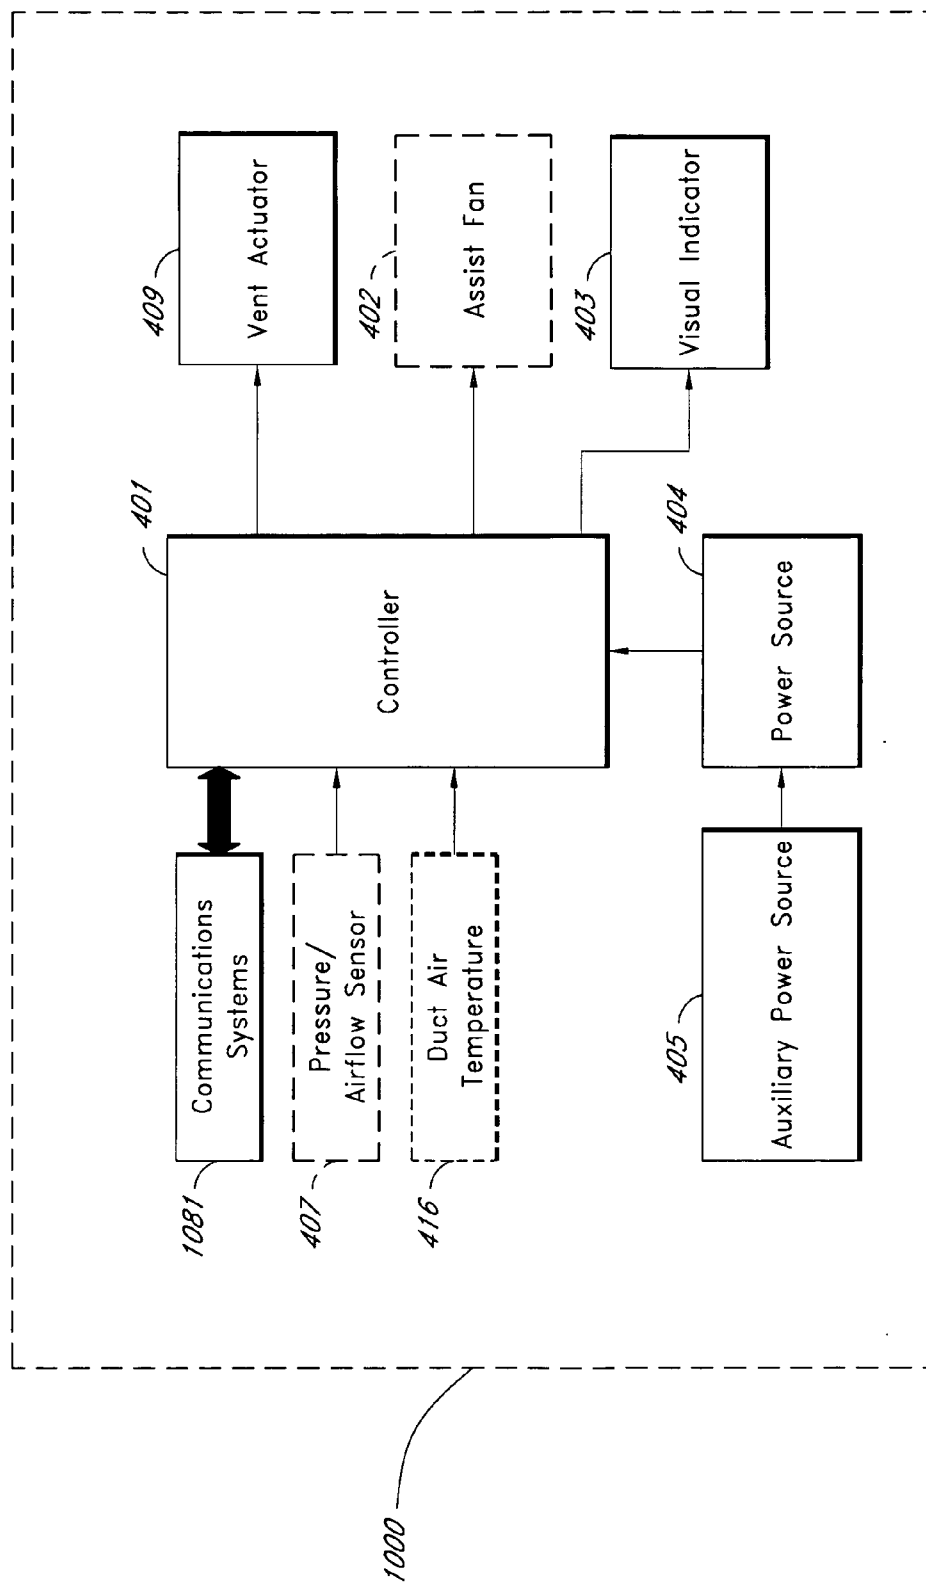 1081
Communications
Systems
407
Pressure/
Airflow Sensor
416
Duct Air
Temperature
401
Controller
409
Vent Actuator
402
Assist Fan
403
Visual Indicator
405
Auxiliary Power Source
404
Power Source
1000